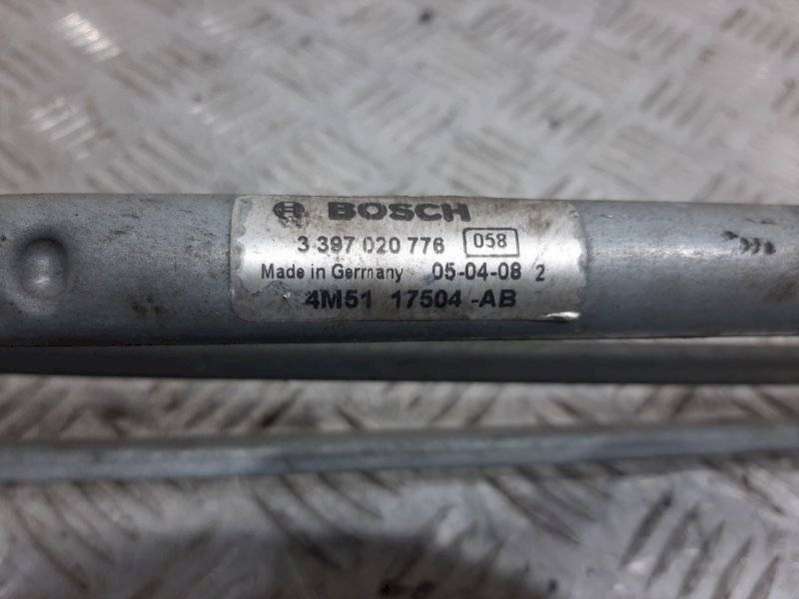 BOSCH
3 397 020 776 058
Made in Germany 05-04-08 2
4M51 17504-AB